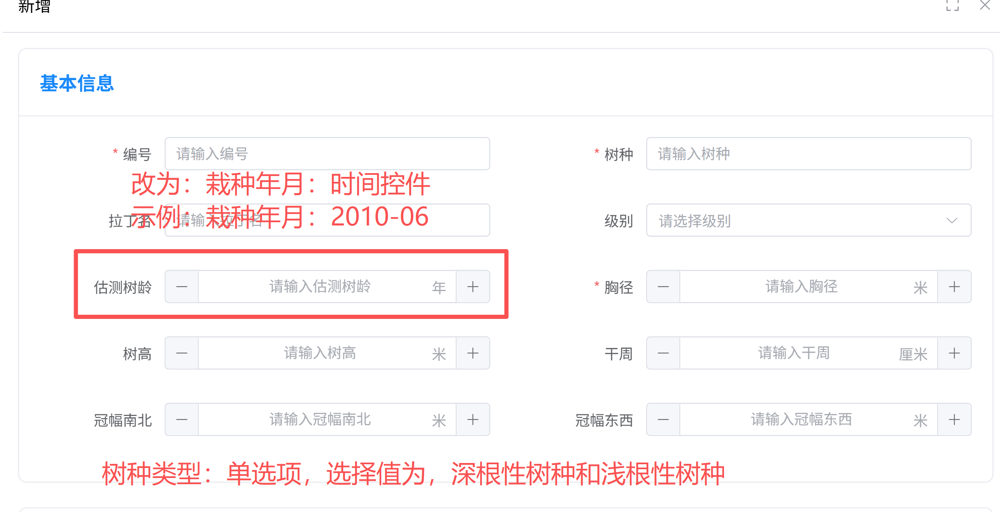 新增
基本信息
* 编号 请输入编号
* 树种 请输入树种
改为：栽种年月：时间控件
示例：栽种年月：2010-06
拉丁名 请输入拉丁名
级别 请选择级别
估测树龄 请输入估测树龄 年
* 胸径 请输入胸径 米
树高 请输入树高 米
干周 请输入干周 厘米
冠幅南北 请输入冠幅南北 米
冠幅东西 请输入冠幅东西 米
树种类型：单选项，选择值为，深根性树种和浅根性树种